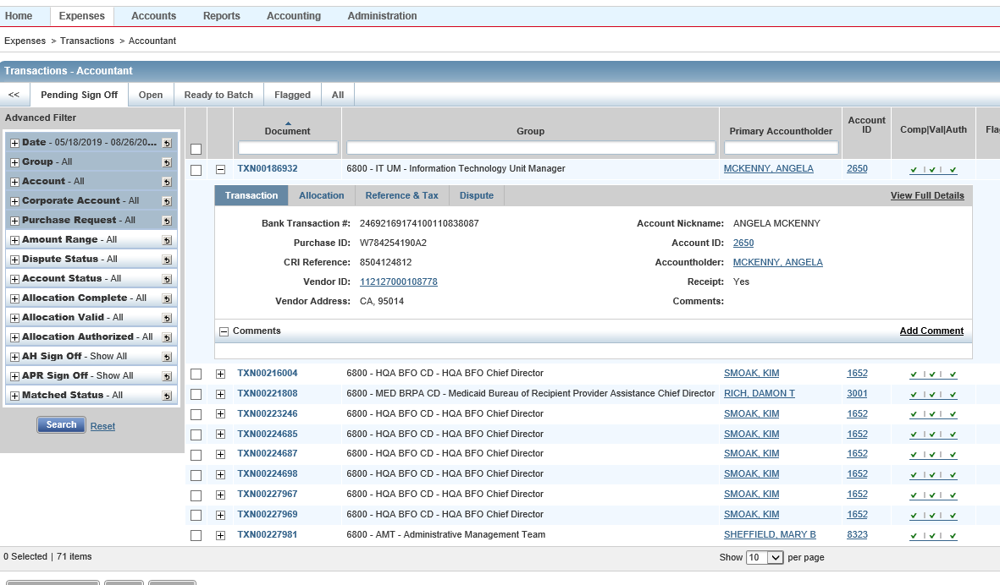 Home Expenses Accounts Reports Accounting Administration
Expenses > Transactions > Accountant
Transactions - Accountant
<< Pending Sign Off Open Ready to Batch Flagged All
Advanced Filter
Date - 05/18/2019 - 08/26/20...
Group - All
Account - All
Corporate Account - All
Purchase Request - All
Amount Range - All
Dispute Status - All
Account Status - All
Allocation Complete - All
Allocation Valid - All
Allocation Authorized - All
AH Sign Off - Show All
APR Sign Off - Show All
Matched Status - All
Search Reset
Document Group Primary Accountholder Account ID Comp|Val|Auth
TXN00186932 6800 - IT UM - Information Technology Unit Manager MCKENNY, ANGELA 2650
Transaction Allocation Reference & Tax Dispute View Full Details
Bank Transaction #: 24692169174100110838087 Account Nickname: ANGELA MCKENNY
Purchase ID: W784254190A2 Account ID: 2650
CRI Reference: 8504124812 Accountholder: MCKENNY, ANGELA
Vendor ID: 112127000108778 Receipt: Yes
Vendor Address: CA, 95014 Comments:
Comments Add Comment
TXN00216004 6800 - HQA BFO CD - HQA BFO Chief Director SMOAK, KIM 1652
TXN00221808 6800 - MED BRPA CD - Medicaid Bureau of Recipient Provider Assistance Chief Director RICH, DAMON T 3001
TXN00223246 6800 - HQA BFO CD - HQA BFO Chief Director SMOAK, KIM 1652
TXN00224685 6800 - HQA BFO CD - HQA BFO Chief Director SMOAK, KIM 1652
TXN00224687 6800 - HQA BFO CD - HQA BFO Chief Director SMOAK, KIM 1652
TXN00224698 6800 - HQA BFO CD - HQA BFO Chief Director SMOAK, KIM 1652
TXN00227967 6800 - HQA BFO CD - HQA BFO Chief Director SMOAK, KIM 1652
TXN00227969 6800 - HQA BFO CD - HQA BFO Chief Director SMOAK, KIM 1652
TXN00227981 6800 - AMT - Administrative Management Team SHEFFIELD, MARY B 8323
0 Selected | 71 items Show 10 per page